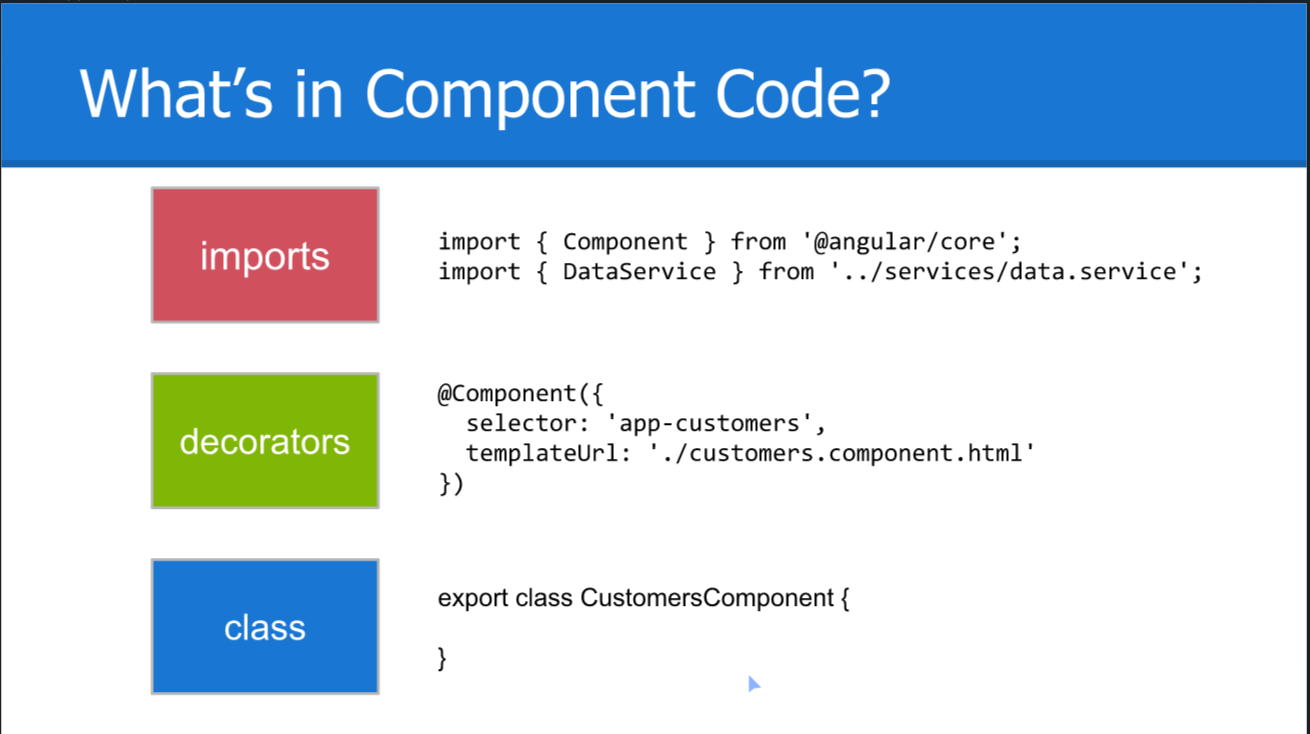 What's in Component Code?
imports
import { Component } from '@angular/core';
import { DataService } from '../services/data.service';
decorators
@Component({
  selector: 'app-customers',
  templateUrl: './customers.component.html'
})
class
export class CustomersComponent {
}